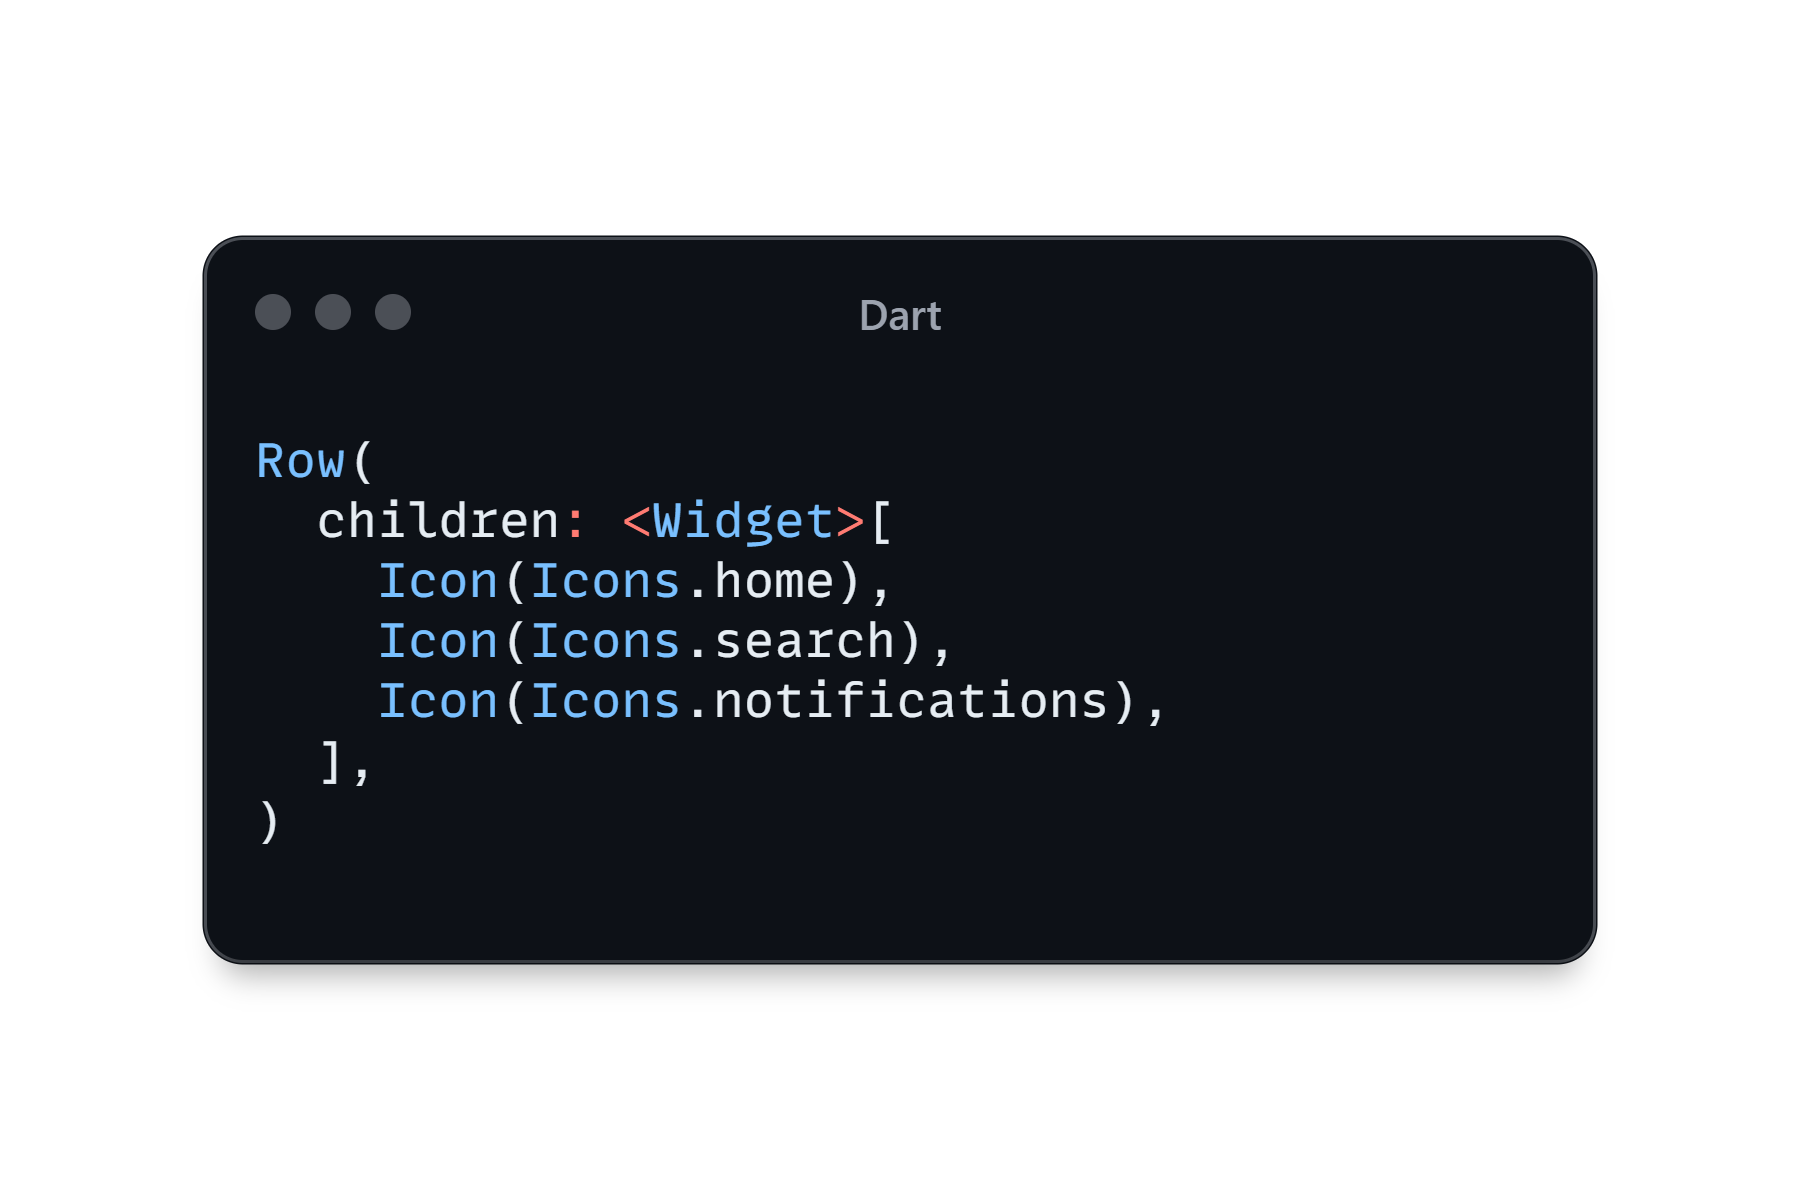 Dart
Row(
  children: <Widget>[
    Icon(Icons.home),
    Icon(Icons.search),
    Icon(Icons.notifications),
  ],
)